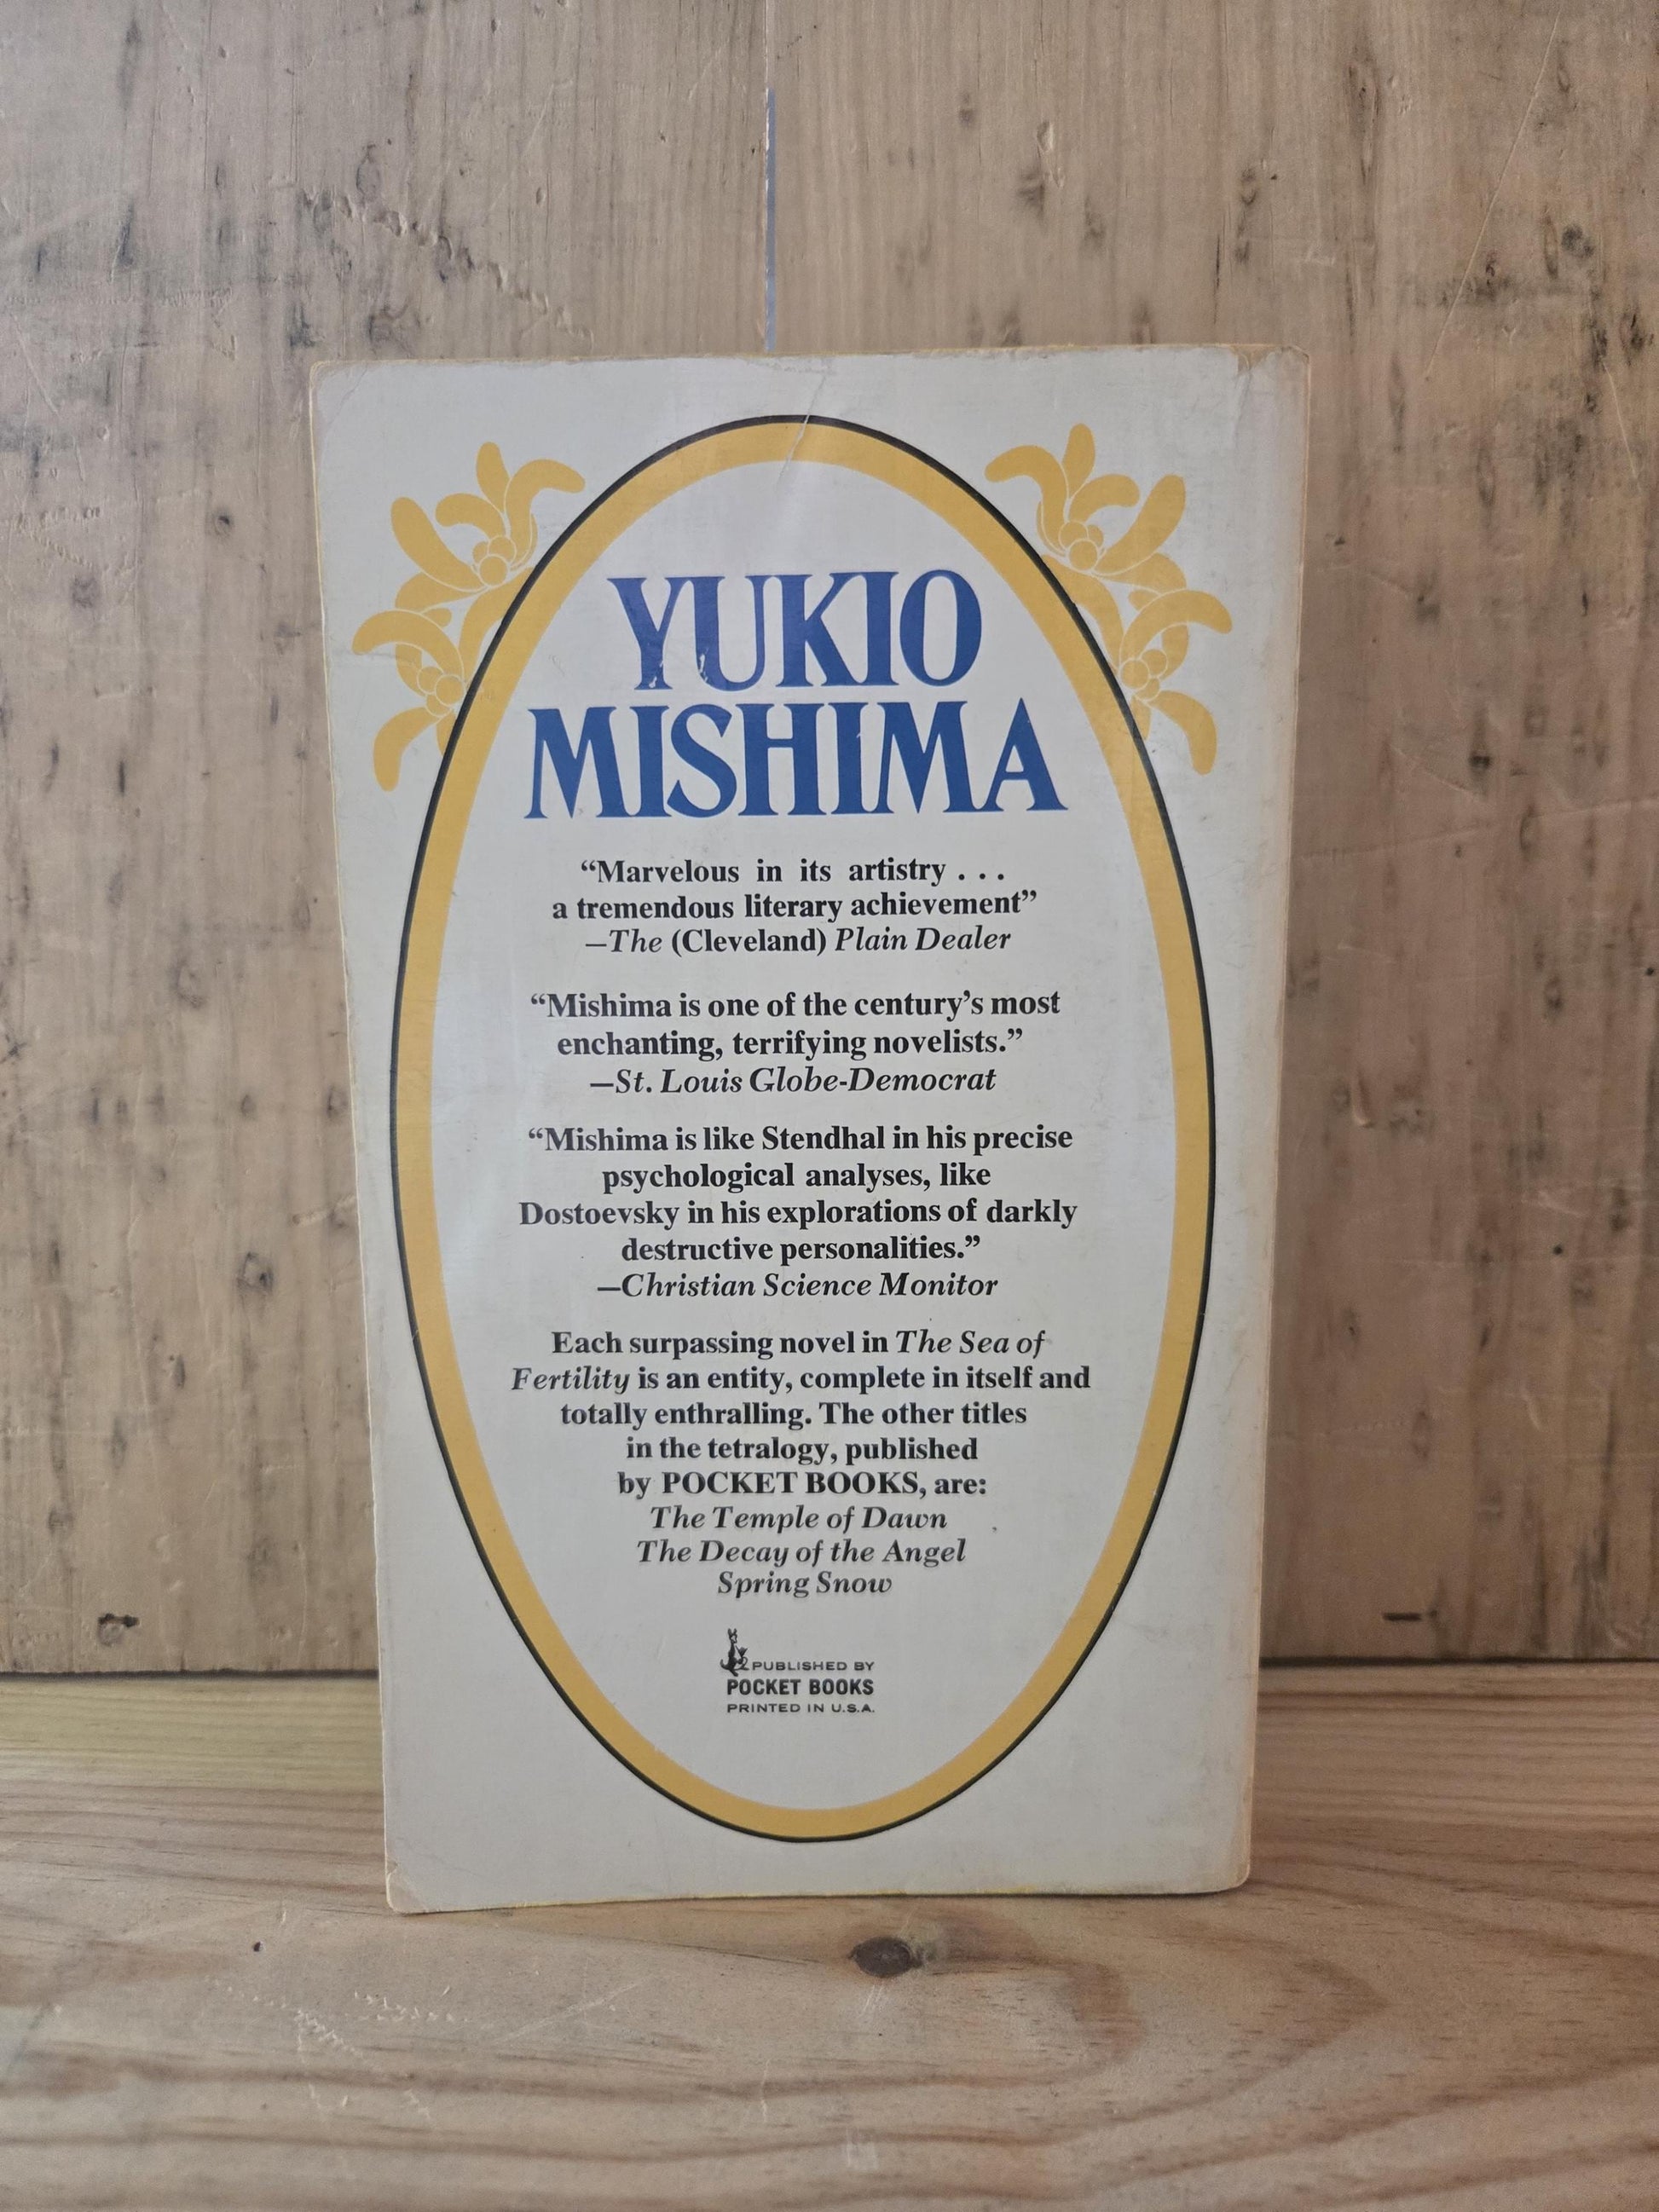 YUKIO
MISHIMA
“Marvelous in its artistry . . .
a tremendous literary achievement”
—The (Cleveland) Plain Dealer
“Mishima is one of the century’s most
enchanting, terrifying novelists.”
—St. Louis Globe-Democrat
“Mishima is like Stendhal in his precise
psychological analyses, like
Dostoevsky in his explorations of darkly
destructive personalities.”
—Christian Science Monitor
Each surpassing novel in The Sea of
Fertility is an entity, complete in itself and
totally enthralling. The other titles
in the tetralogy, published
by POCKET BOOKS, are:
The Temple of Dawn
The Decay of the Angel
Spring Snow
PUBLISHED BY
POCKET BOOKS
PRINTED IN U.S.A.